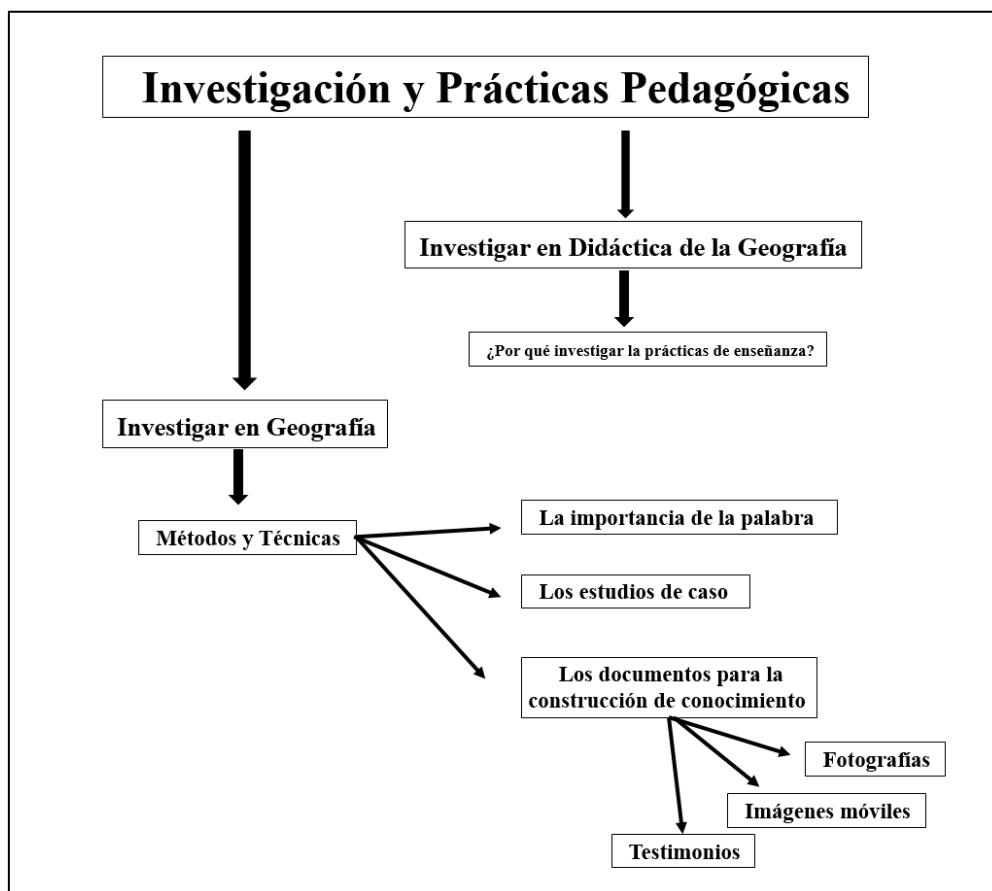 Investigación y Prácticas Pedagógicas
Investigar en Didáctica de la Geografía
¿Por qué investigar la prácticas de enseñanza?
Investigar en Geografía
Métodos y Técnicas
La importancia de la palabra
Los estudios de caso
Los documentos para la
construcción de conocimiento
Fotografías
Imágenes móviles
Testimonios